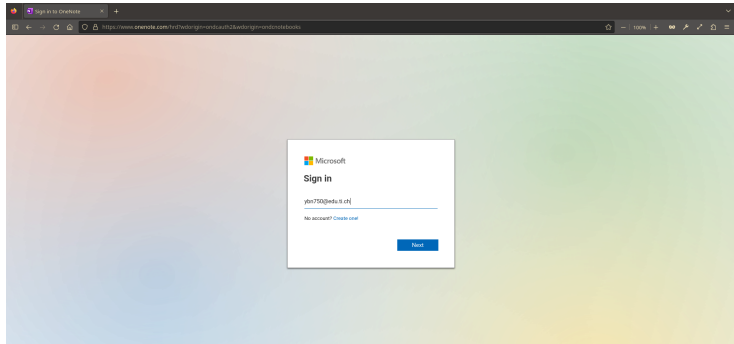 Sign in to OneNote
https://www.onenote.com/hrd?wdorigin=ondcauth2&wdorigin=ondcnotebooks
100%
Microsoft
Sign in
ybn750@edu.ti.ch
No account? Create one!
Next